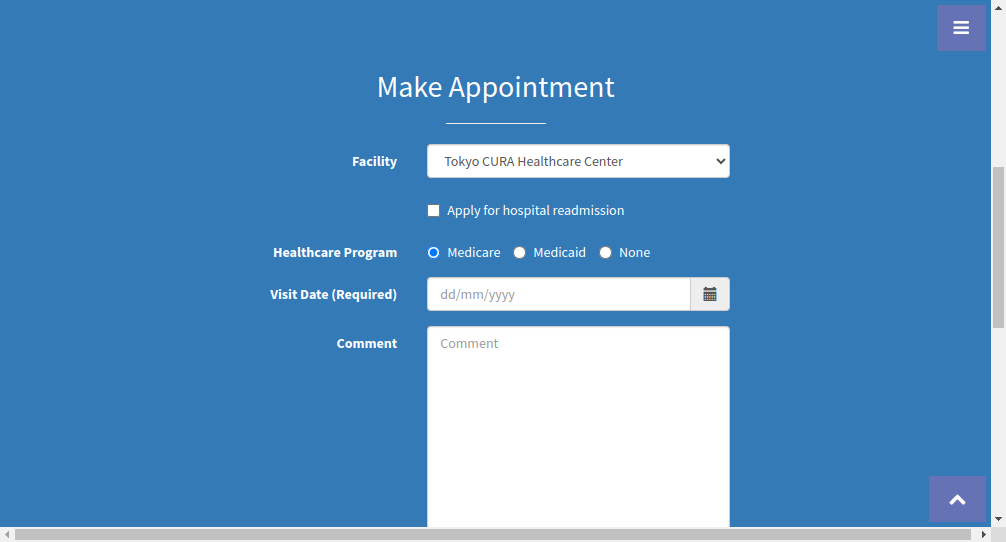 Make Appointment
Facility
Tokyo CURA Healthcare Center
Apply for hospital readmission
Healthcare Program
Medicare Medicaid None
Visit Date (Required)
dd/mm/yyyy
Comment
Comment